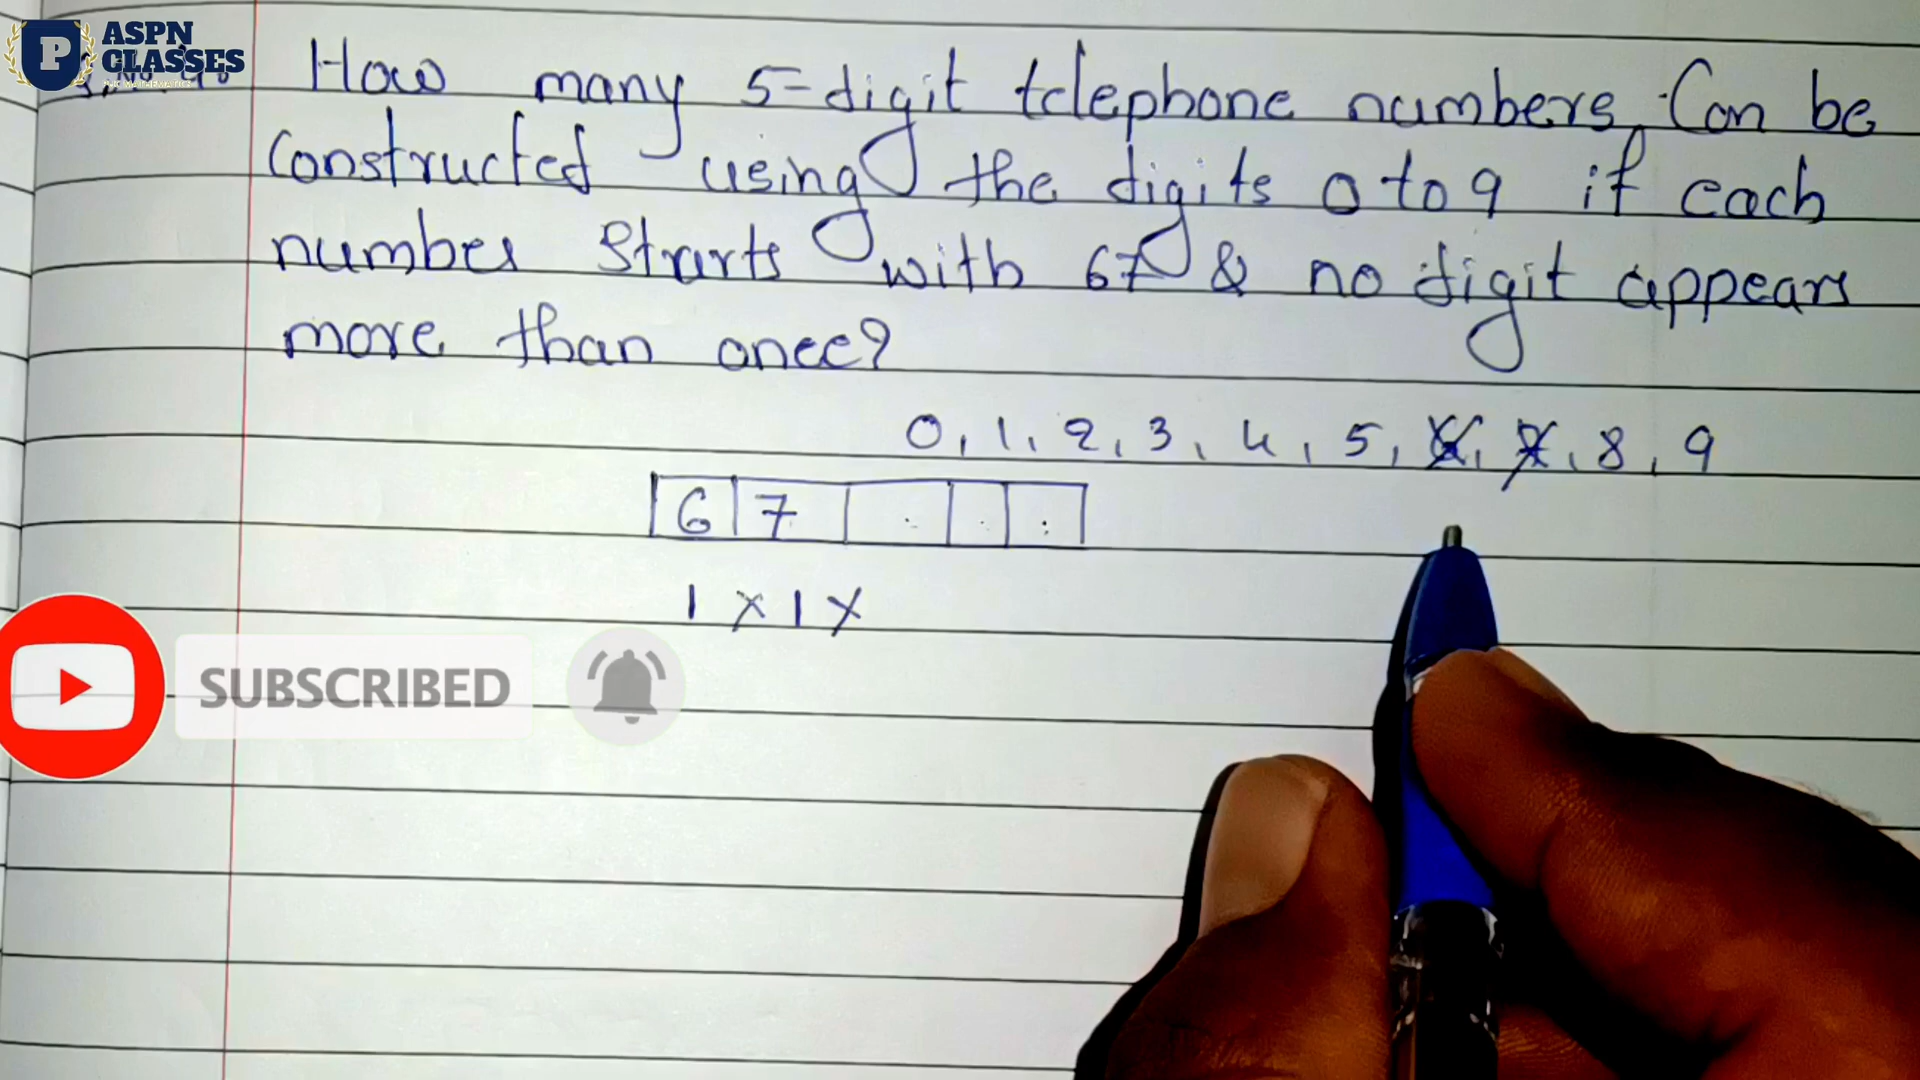 ASPN
CLASSES
How many 5-digit telephone numbers can be
constructed using the digits 0 to 9 if each
number starts with 67 & no digit appears
more than once?
0, 1, 2, 3, 4, 5, 6, 7, 8, 9
6 7
1 x 1 x
SUBSCRIBED